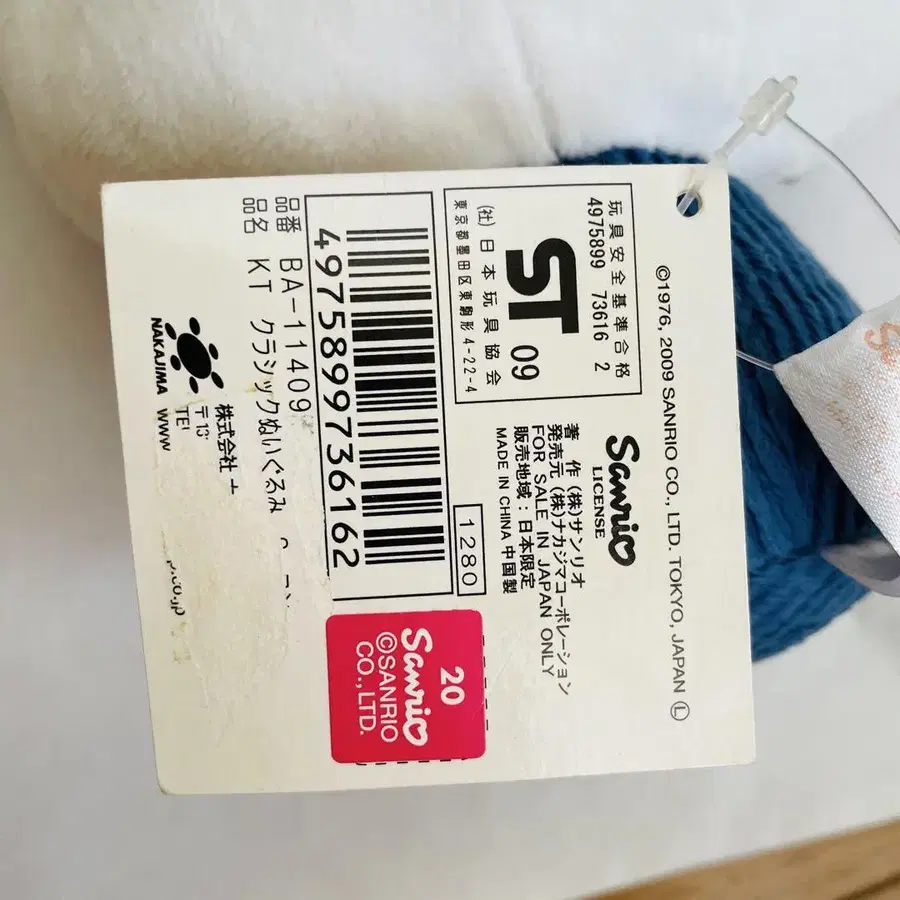 ©1976, 2009 SANRIO CO., LTD. TOKYO, JAPAN Ⓛ
玩具安全基準合格
4975899 73616 2
ST 09
(社)日本玩具協会
東京都墨田区東駒形4-22-4
Sanrio
LICENSE
著 作 (株)サンリオ
発売元 (株)ナカジマコーポレーション
FOR SALE IN JAPAN ONLY
販売地域:日本限定
MADE IN CHINA 中国製
1280
4975899736162
品番 BA-11409
品名 KT クラシックぬいぐるみ
NAKAJIMA
株式会社
〒13
TEL
WWW
.co.jp
20
Sanrio
©SANRIO
CO., LTD.